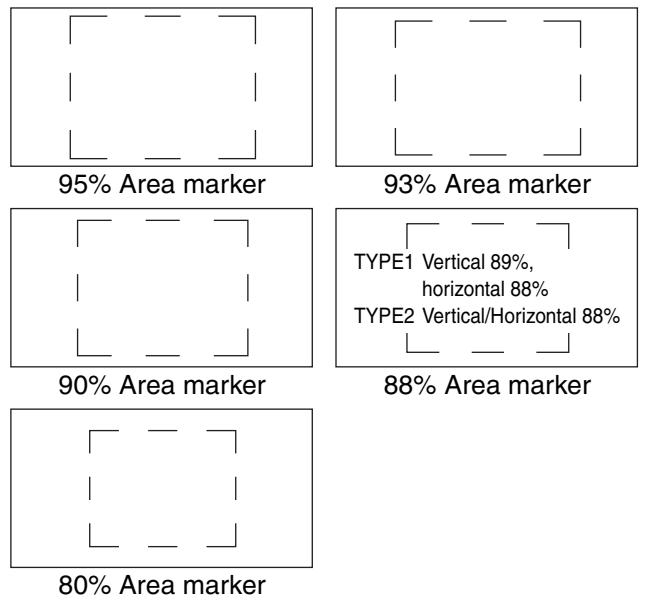 95% Area marker
93% Area marker
90% Area marker
TYPE1 Vertical 89%,
horizontal 88%
TYPE2 Vertical/Horizontal 88%
88% Area marker
80% Area marker